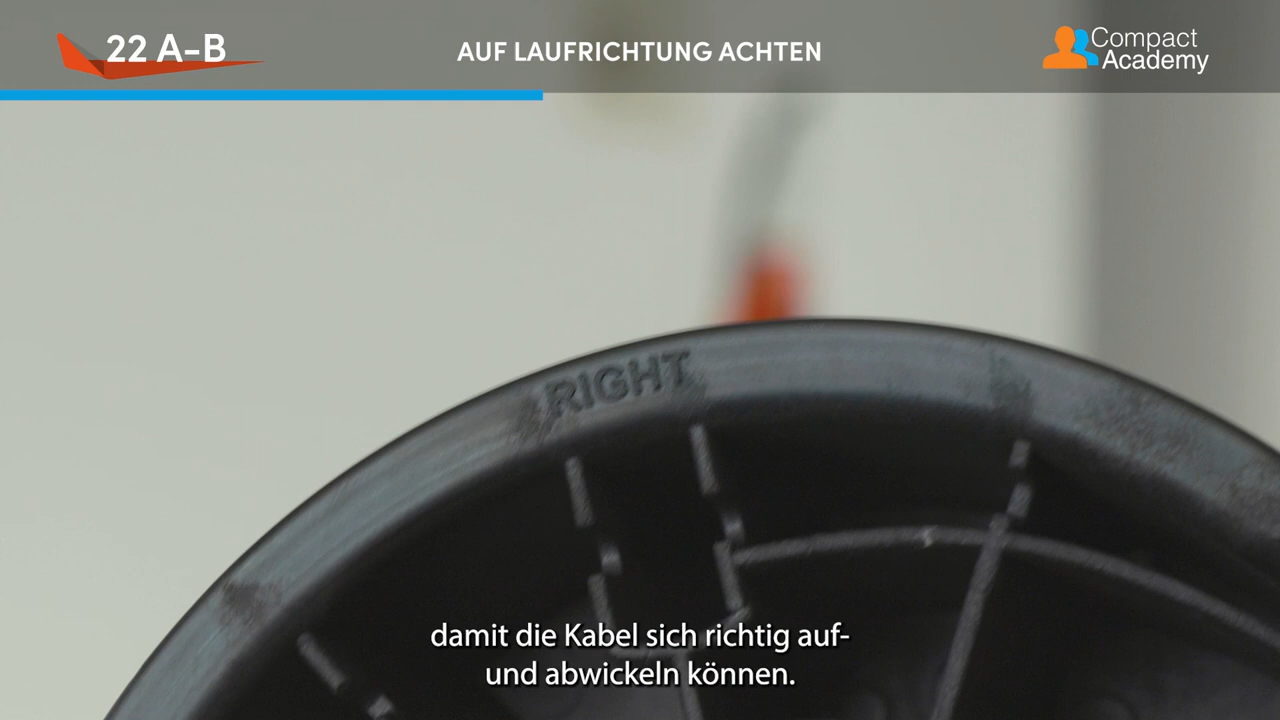 22 A-B
AUF LAUFRICHTUNG ACHTEN
Compact
Academy
RIGHT
damit die Kabel sich richtig auf-
und abwickeln können.